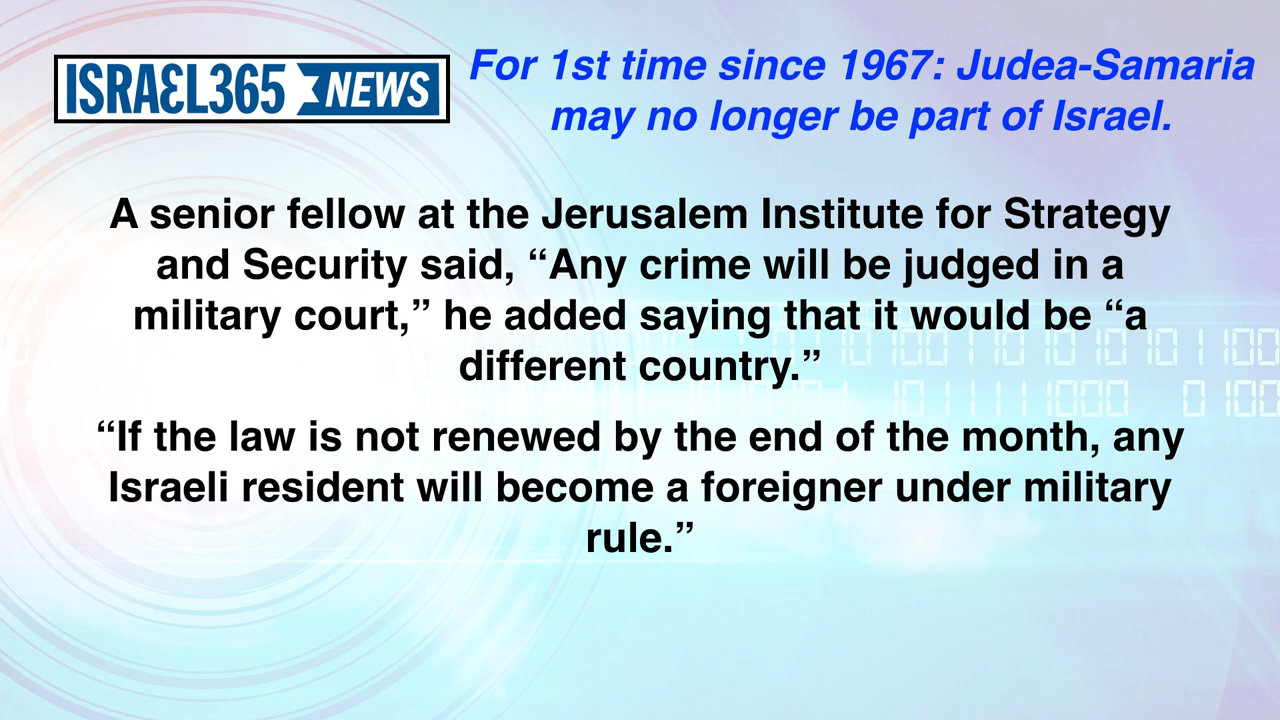 ISRAEL365 NEWS
For 1st time since 1967: Judea-Samaria
may no longer be part of Israel.
A senior fellow at the Jerusalem Institute for Strategy
and Security said, “Any crime will be judged in a
military court,” he added saying that it would be “a
different country.”
“If the law is not renewed by the end of the month, any
Israeli resident will become a foreigner under military
rule.”